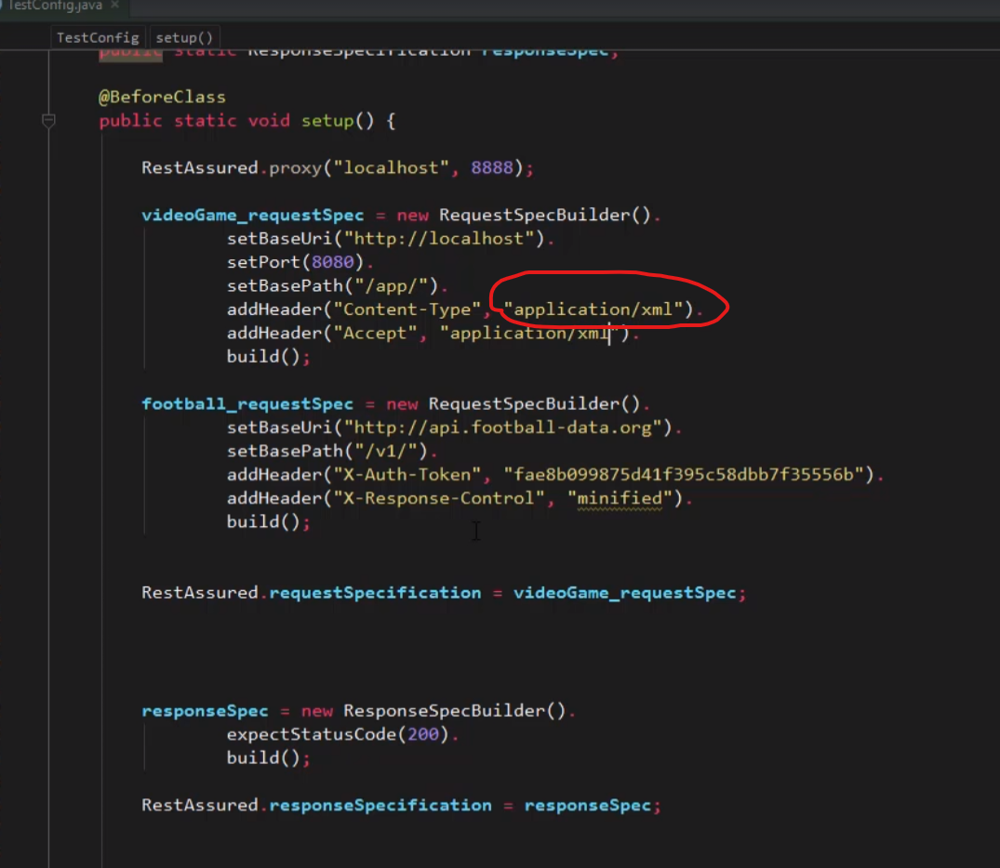 TestConfig.java ×
TestConfig setup()
public static ResponseSpecification responseSpec;
@BeforeClass
public static void setup() {
RestAssured.proxy("localhost", 8888);
videoGame_requestSpec = new RequestSpecBuilder().
setBaseUri("http://localhost").
setPort(8080).
setBasePath("/app/").
addHeader("Content-Type", "application/xml").
addHeader("Accept", "application/xml").
build();
football_requestSpec = new RequestSpecBuilder().
setBaseUri("http://api.football-data.org").
setBasePath("/v1/").
addHeader("X-Auth-Token", "fae8b099875d41f395c58dbb7f35556b").
addHeader("X-Response-Control", "minified").
build();
RestAssured.requestSpecification = videoGame_requestSpec;
responseSpec = new ResponseSpecBuilder().
expectStatusCode(200).
build();
RestAssured.responseSpecification = responseSpec;